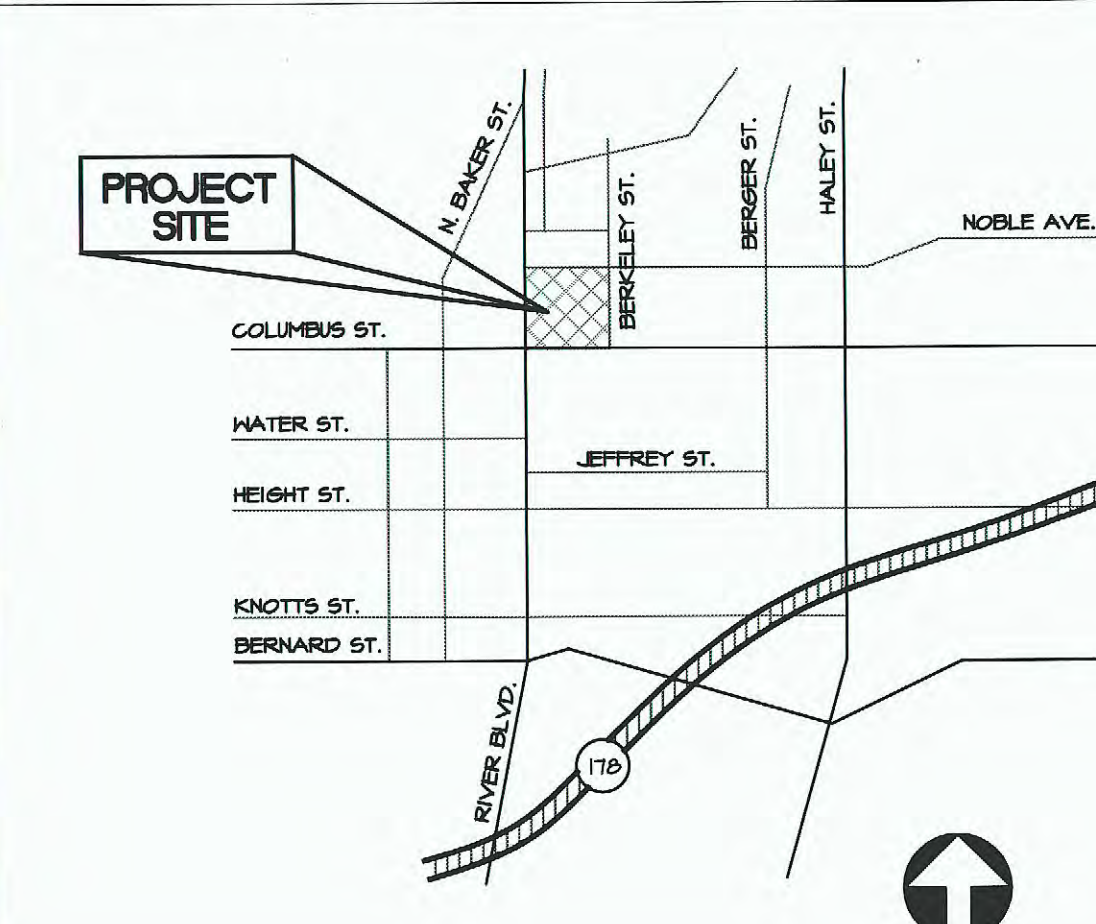 PROJECT
SITE
N. BAKER ST.
BERKELEY ST.
BERGER ST.
HALEY ST.
NOBLE AVE.
COLUMBUS ST.
WATER ST.
JEFFREY ST.
HEIGHT ST.
KNOTTS ST.
BERNARD ST.
RIVER BLVD.
178